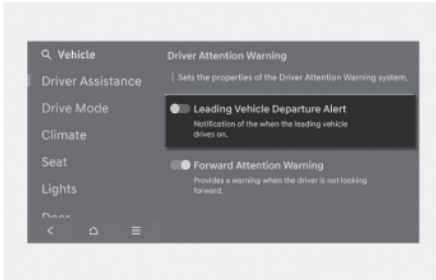 Vehicle
Driver Assistance
Drive Mode
Climate
Seat
Lights
Door
Driver Attention Warning
Sets the properties of the Driver Attention Warning system.
Leading Vehicle Departure Alert
Notification of the when the leading vehicle
drives on.
Forward Attention Warning
Provides a warning when the driver is not looking
forward.